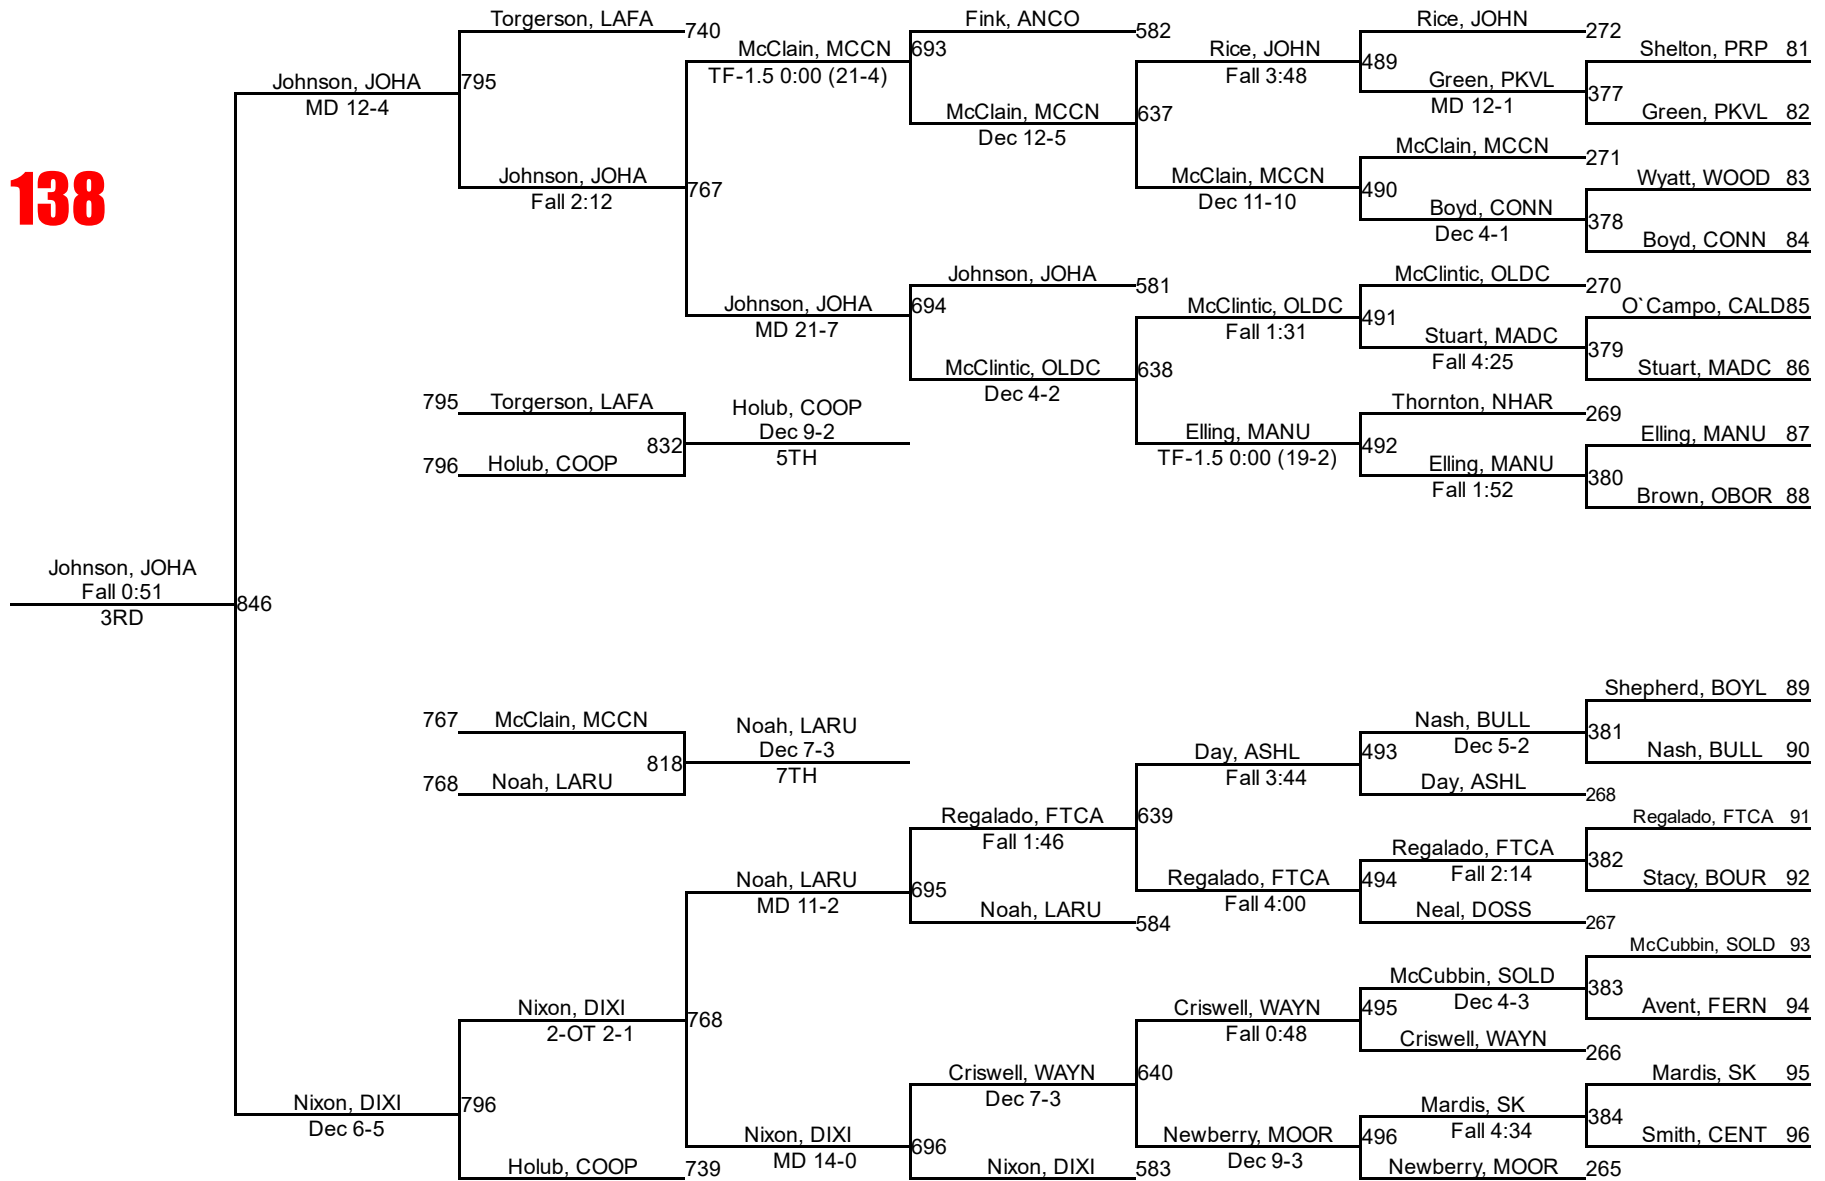 138
Johnson, JOHA
Fall 0:51
3RD
846
Johnson, JOHA
MD 12-4
Nixon, DIXI
Dec 6-5
Torgerson, LAFA
740
795
Johnson, JOHA
Fall 2:12
795 Torgerson, LAFA
796 Holub, COOP
832
Holub, COOP
Dec 9-2
5TH
767 McClain, MCCN
768 Noah, LARU
818
Noah, LARU
Dec 7-3
7TH
Nixon, DIXI
2-OT 2-1
796
Holub, COOP
739
McClain, MCCN
TF-1.5 0:00 (21-4)
767
Johnson, JOHA
MD 21-7
Noah, LARU
MD 11-2
768
Nixon, DIXI
MD 14-0
Fink, ANCO
582
693
McClain, MCCN
Dec 12-5
Johnson, JOHA
581
694
McClintic, OLDC
Dec 4-2
Regalado, FTCA
Fall 1:46
695
Noah, LARU
584
Criswell, WAYN
Dec 7-3
696
Nixon, DIXI
583
Rice, JOHN
Fall 3:48
637
McClain, MCCN
Dec 11-10
McClintic, OLDC
Fall 1:31
638
Elling, MANU
TF-1.5 0:00 (19-2)
Day, ASHL
Fall 3:44
639
Regalado, FTCA
Fall 4:00
Criswell, WAYN
Fall 0:48
640
Newberry, MOOR
Dec 9-3
Rice, JOHN
272
489
Green, PKVL
MD 12-1
McClain, MCCN
271
490
Boyd, CONN
Dec 4-1
McClintic, OLDC
270
491
Stuart, MADC
Fall 4:25
Thornton, NHAR
269
492
Elling, MANU
Fall 1:52
Nash, BULL
Dec 5-2
493
Day, ASHL
268
Regalado, FTCA
Fall 2:14
494
Neal, DOSS
267
McCubbin, SOLD
Dec 4-3
495
Criswell, WAYN
266
Mardis, SK
Fall 4:34
496
Newberry, MOOR
265
Shelton, PRP 81
377
Green, PKVL 82
Wyatt, WOOD 83
378
Boyd, CONN 84
O`Campo, CALD85
379
Stuart, MADC 86
Elling, MANU 87
380
Brown, OBOR 88
Shepherd, BOYL 89
381
Nash, BULL 90
Regalado, FTCA 91
382
Stacy, BOUR 92
McCubbin, SOLD 93
383
Avent, FERN 94
Mardis, SK 95
384
Smith, CENT 96